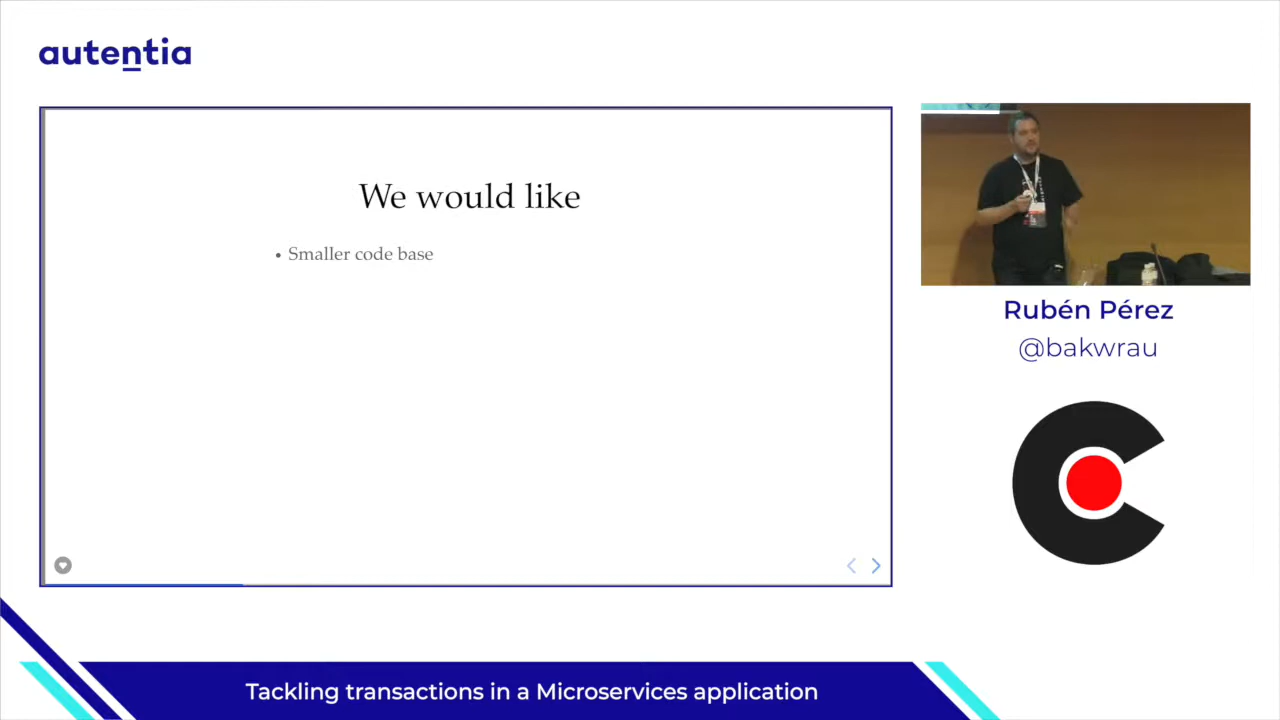 autentia
We would like
• Smaller code base
Rubén Pérez
@bakwrau
Tackling transactions in a Microservices application